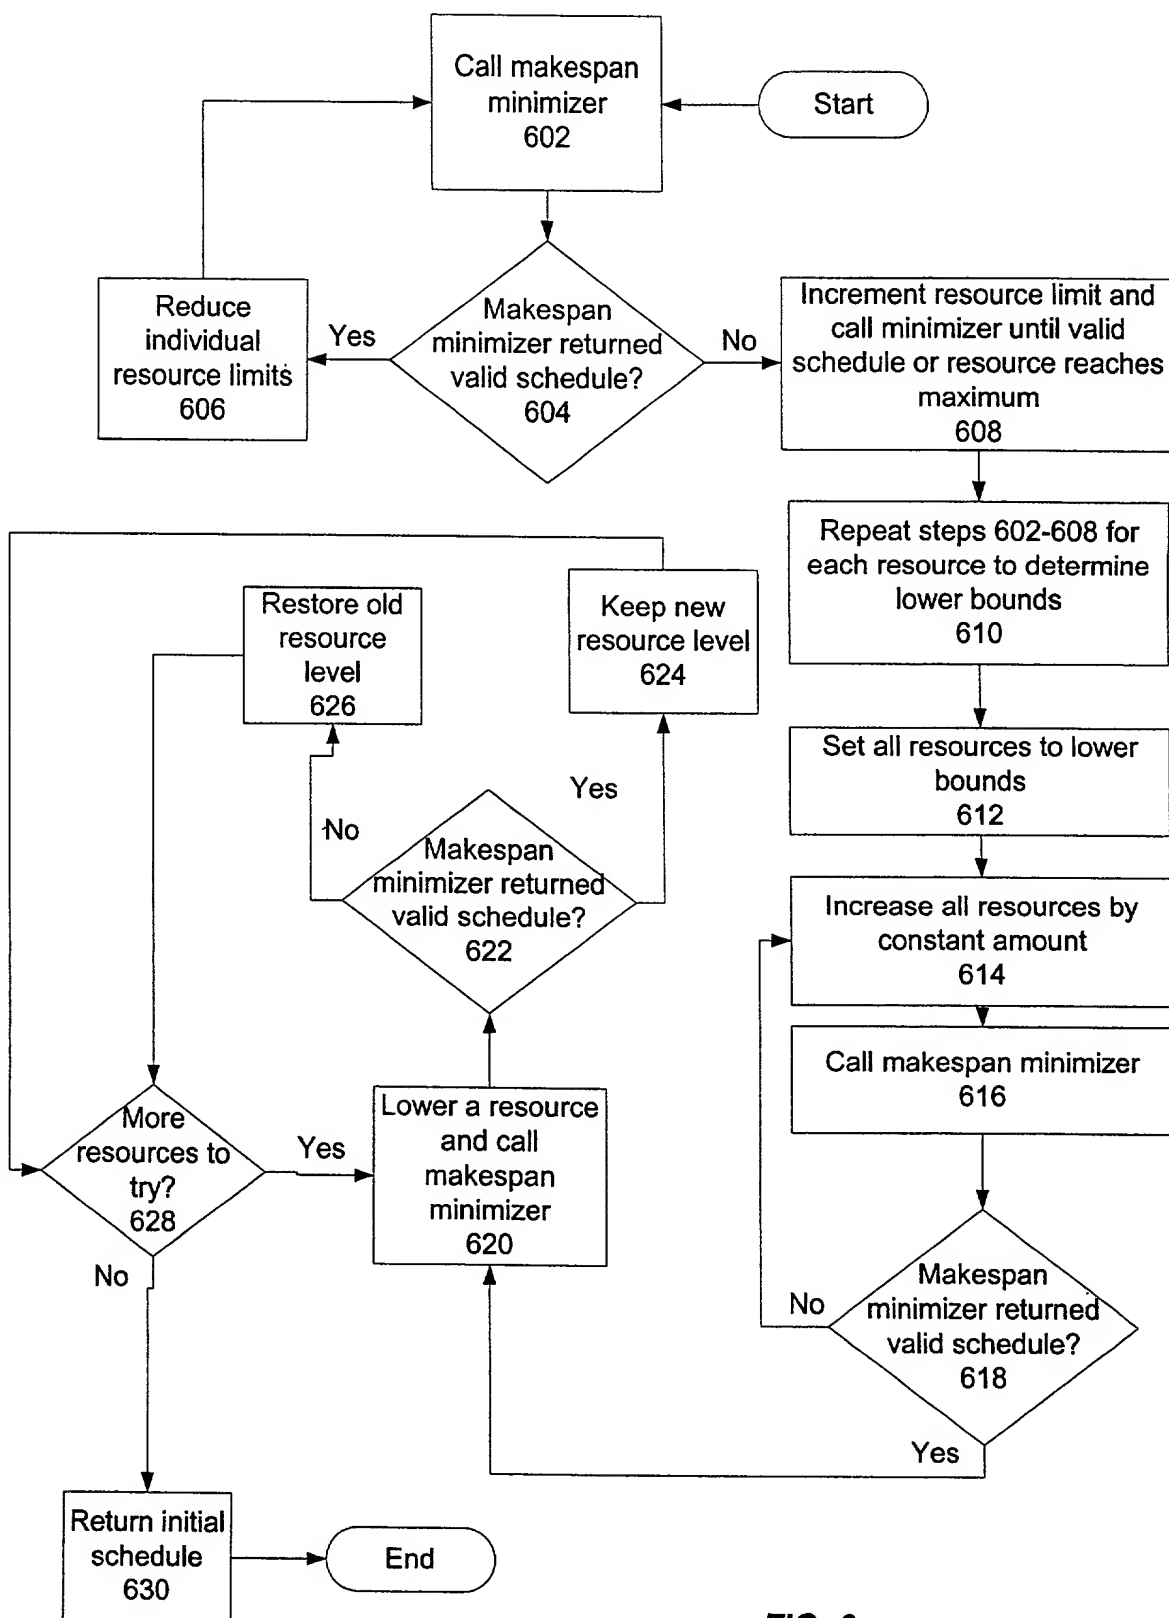 Call makespan
minimizer
602
Start
Reduce
individual
resource limits
606
Yes
Makespan
minimizer returned
valid schedule?
604
No
Increment resource limit and
call minimizer until valid
schedule or resource reaches
maximum
608
Repeat steps 602-608 for
each resource to determine
lower bounds
610
Restore old
resource
level
626
Keep new
resource level
624
Set all resources to lower
bounds
612
Yes
No
Makespan
minimizer returned
valid schedule?
622
Increase all resources by
constant amount
614
Call makespan minimizer
616
More
resources to
try?
628
Yes
Lower a resource
and call
makespan
minimizer
620
No
Makespan
minimizer returned
valid schedule?
618
No
Yes
Return initial
schedule
630
End